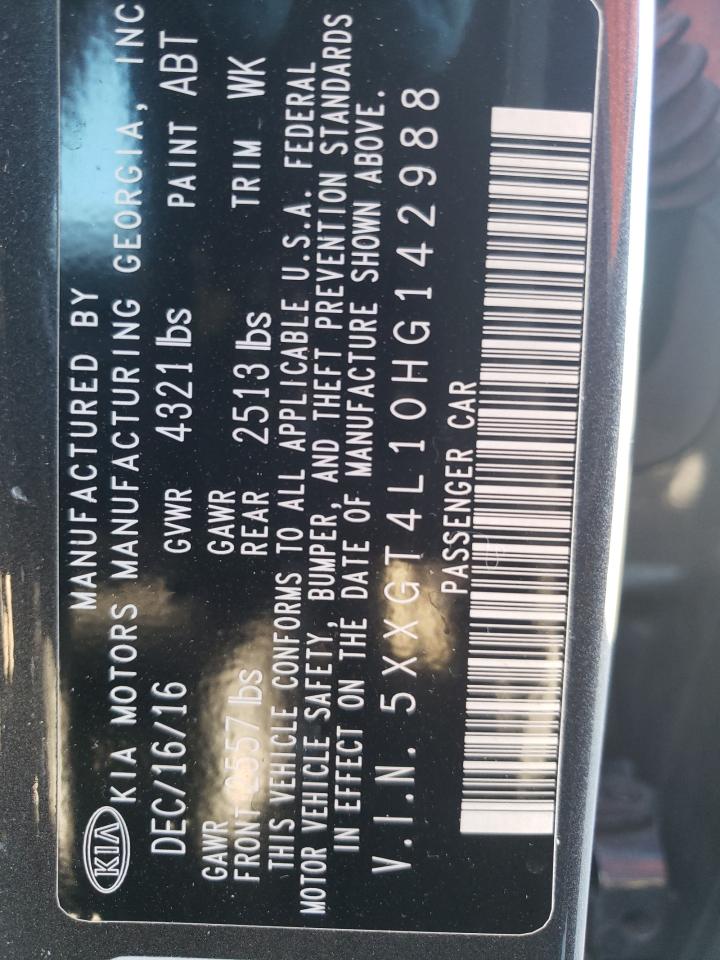 MANUFACTURED BY
KIA KIA MOTORS MANUFACTURING GEORGIA, INC
DEC/16/16 GVWR 4321 lbs PAINT ABT
GAWR GAWR
FRONT 2557 lbs REAR 2513 lbs TRIM WK
THIS VEHICLE CONFORMS TO ALL APPLICABLE U.S.A. FEDERAL
MOTOR VEHICLE SAFETY, BUMPER, AND THEFT PREVENTION STANDARDS
IN EFFECT ON THE DATE OF MANUFACTURE SHOWN ABOVE.
V.I.N. 5XXGT4L10HG142988
PASSENGER CAR